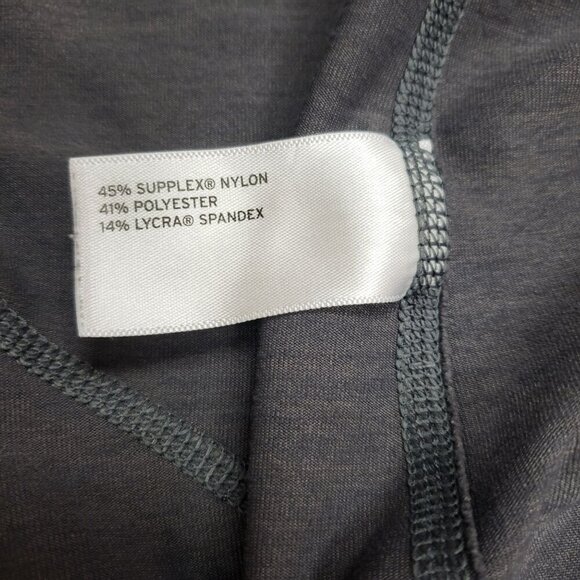 45% SUPPLEX® NYLON
41% POLYESTER
14% LYCRA® SPANDEX